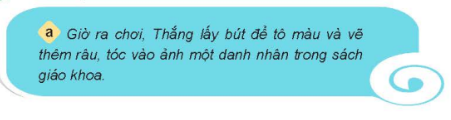 a Giờ ra chơi, Thắng lấy bút để tô màu và vẽ
thêm râu, tóc vào ảnh một danh nhân trong sách
giáo khoa.